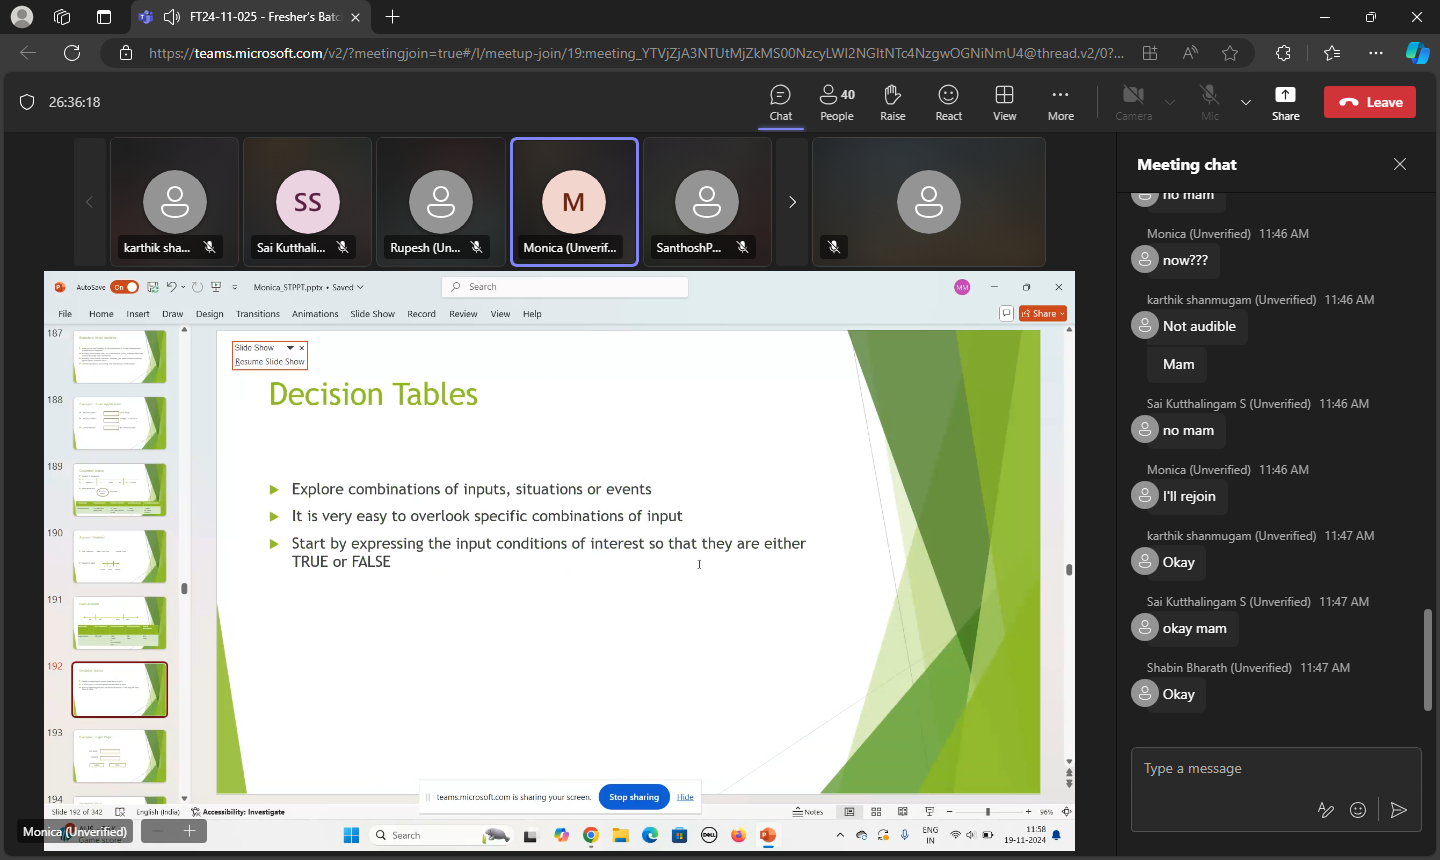 FT24-11-025 - Fresher's Batc
https://teams.microsoft.com/v2/?meetingjoin=true#/l/meetup-join/19:meeting_YTVjZjA3NTUtMjZkMS00NzcyLWI2NGItNTc4NzgwOGNiNmU4@thread.v2/0?...
26:36:18
Chat
40
People
Raise
React
View
More
Camera
Mic
Share
Leave
karthik sha...
SS
Sai Kutthali...
Rupesh (Un...
M
Monica (Unverif...
SanthoshP...
AutoSave On
Monica_STPPT.pptx • Saved
Search
MM
File Home Insert Draw Design Transitions Animations Slide Show Record Review View Help
Share
187
188
189
190
191
192
193
194
Slide Show
Resume Slide Show
Decision Tables
Explore combinations of inputs, situations or events
It is very easy to overlook specific combinations of input
Start by expressing the input conditions of interest so that they are either
TRUE or FALSE
teams.microsoft.com is sharing your screen.
Stop sharing
Hide
Slide 192 of 342
English (India)
Accessibility: Investigate
Notes
96%
Monica (Unverified)
Search
DELL
ENG
IN
11:58
19-11-2024
Meeting chat
no mam
Monica (Unverified) 11:46 AM
now???
karthik shanmugam (Unverified) 11:46 AM
Not audible
Mam
Sai Kutthalingam S (Unverified) 11:46 AM
no mam
Monica (Unverified) 11:46 AM
I'll rejoin
karthik shanmugam (Unverified) 11:47 AM
Okay
Sai Kutthalingam S (Unverified) 11:47 AM
okay mam
Shabin Bharath (Unverified) 11:47 AM
Okay
Type a message